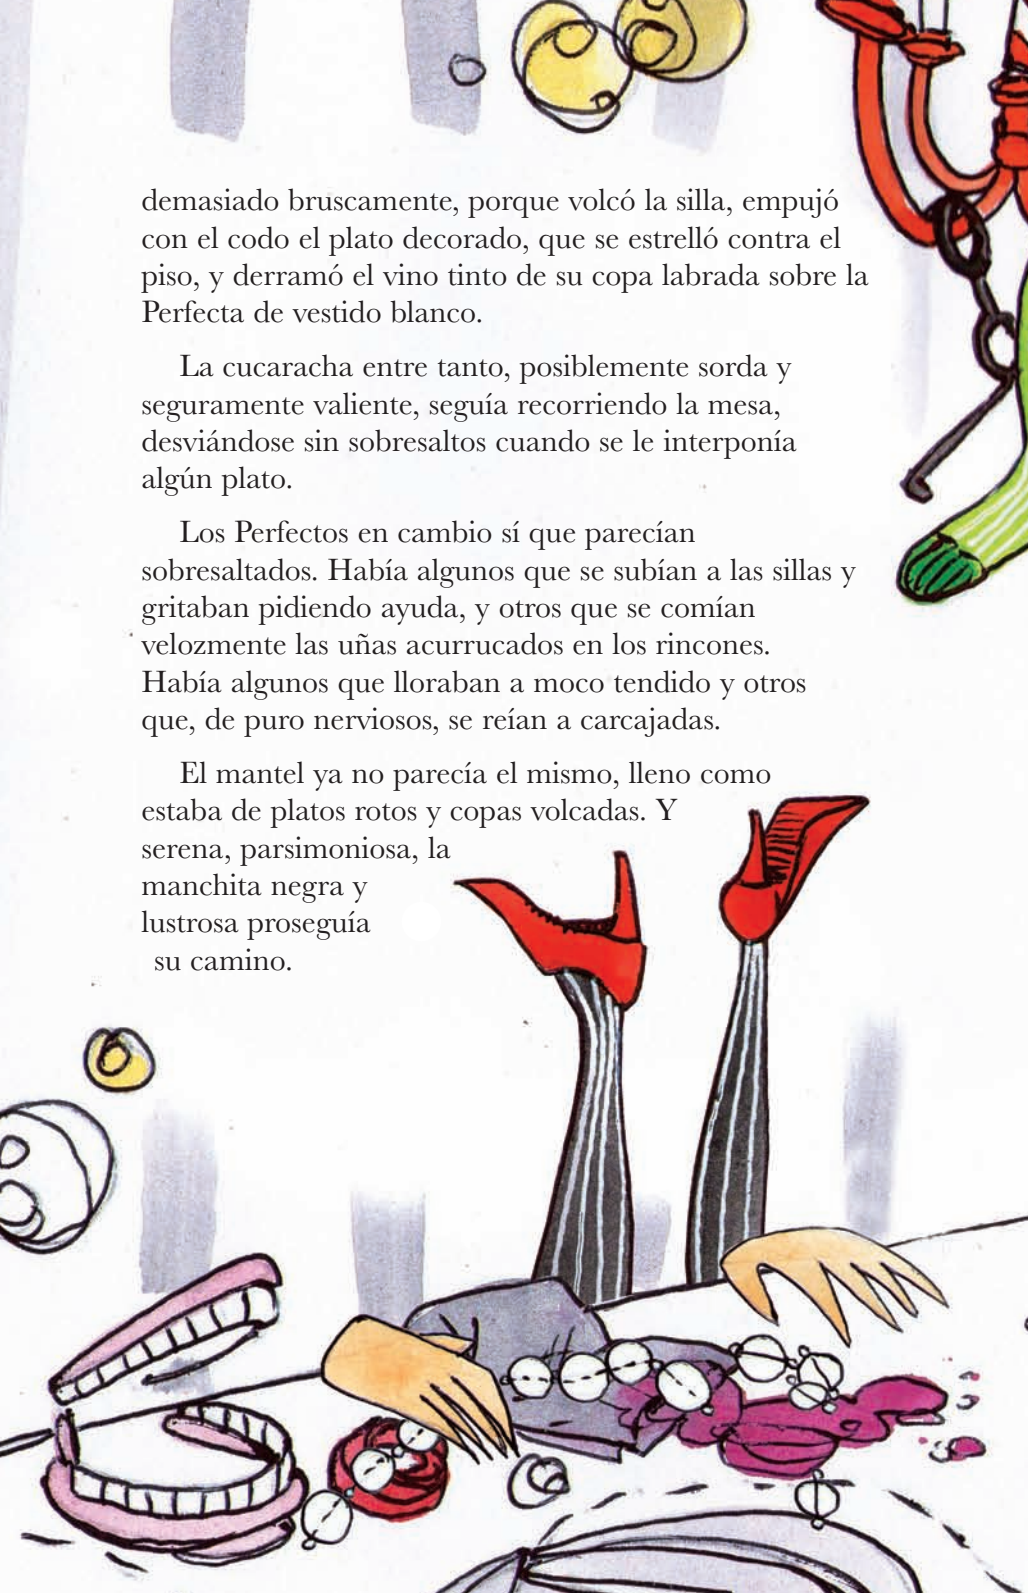 demasiado bruscamente, porque volcó la silla, empujó
con el codo el plato decorado, que se estrelló contra el
piso, y derramó el vino tinto de su copa labrada sobre la
Perfecta de vestido blanco.
La cucaracha entre tanto, posiblemente sorda y
seguramente valiente, seguía recorriendo la mesa,
desviándose sin sobresaltos cuando se le interponía
algún plato.
Los Perfectos en cambio sí que parecían
sobresaltados. Había algunos que se subían a las sillas y
gritaban pidiendo ayuda, y otros que se comían
velozmente las uñas acurrucados en los rincones.
Había algunos que lloraban a moco tendido y otros
que, de puro nerviosos, se reían a carcajadas.
El mantel ya no parecía el mismo, lleno como
estaba de platos rotos y copas volcadas. Y
serena, parsimoniosa, la
manchita negra y
lustrosa proseguía
su camino.